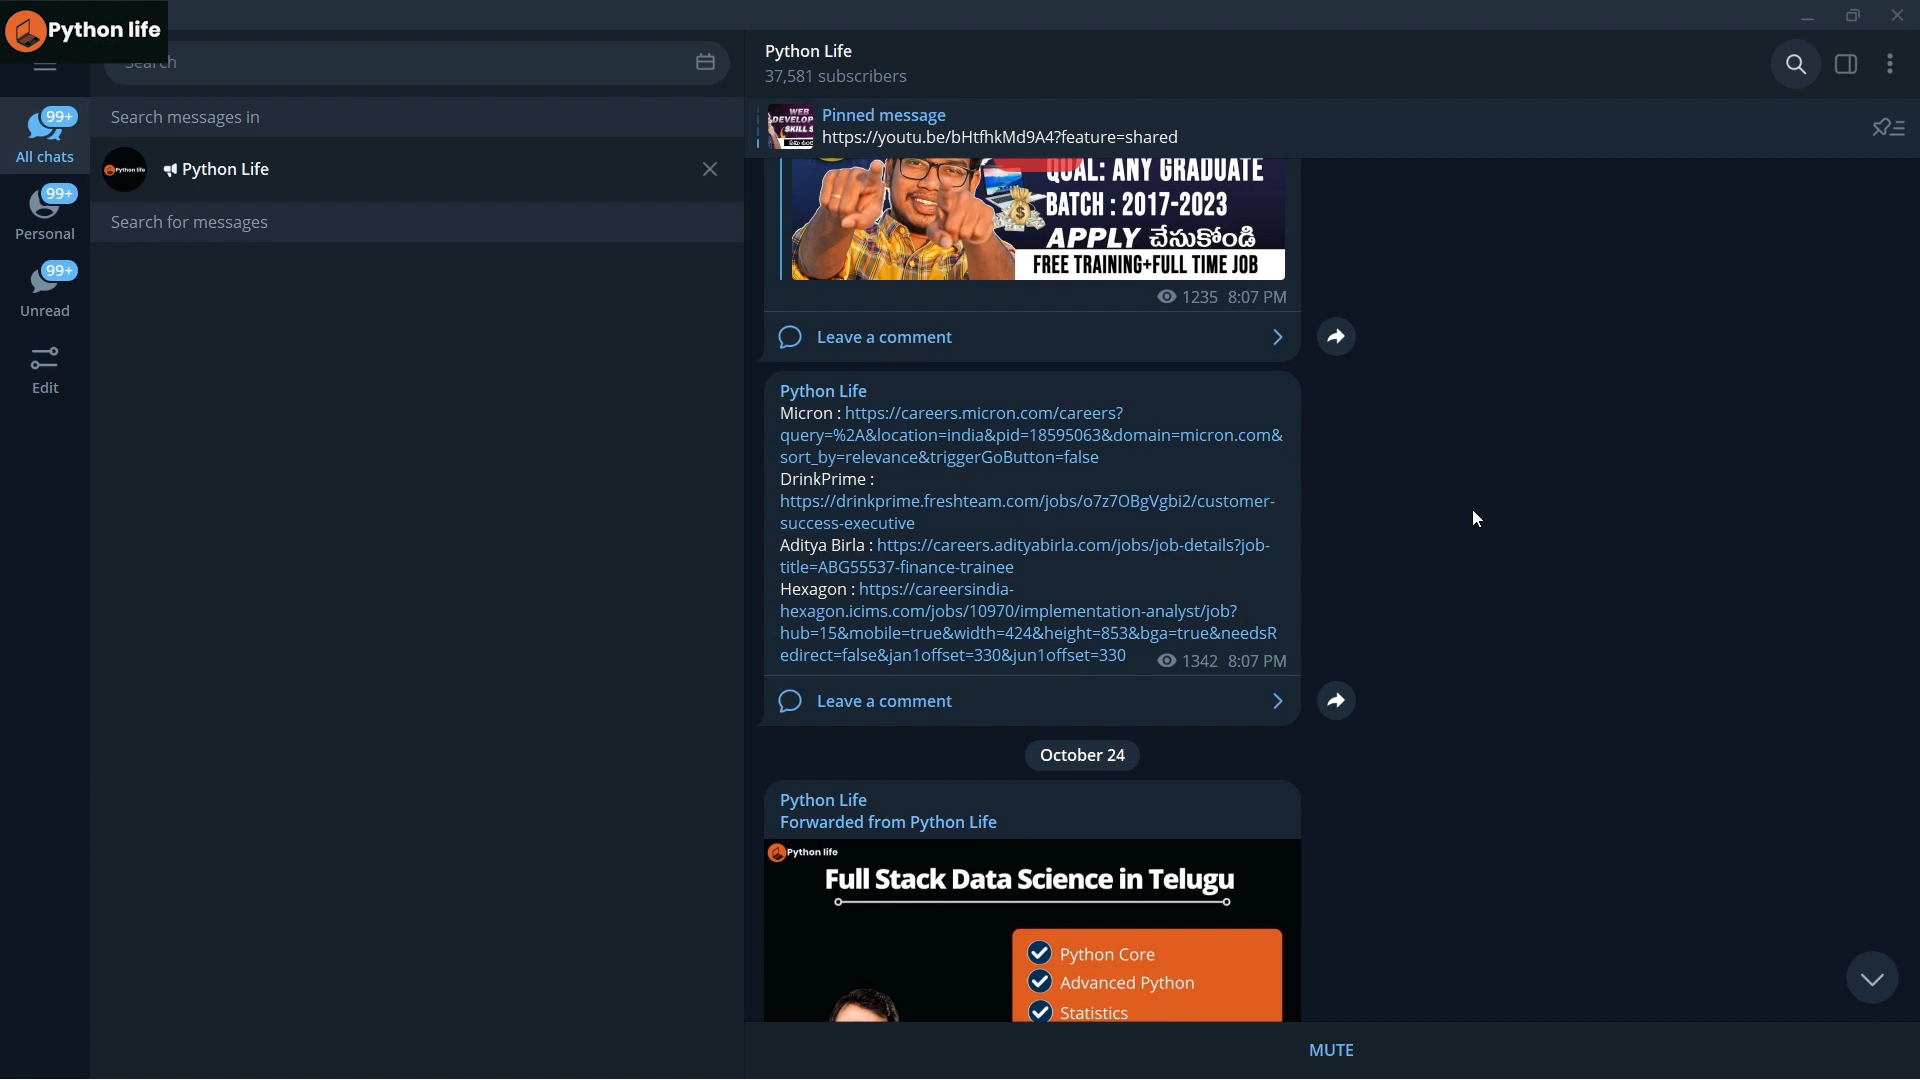 Python life
Search
Search messages in
Python Life
Search for messages
99+
All chats
99+
Personal
99+
Unread
Edit
Python Life
37,581 subscribers
Pinned message
https://youtu.be/bHtfhkMd9A4?feature=shared
WEB
DEVELOP
SKILL S
QUAL: ANY GRADUATE
BATCH : 2017-2023
APPLY చేసుకోండి
FREE TRAINING+FULL TIME JOB
1235 8:07 PM
Leave a comment
Python Life
Micron : https://careers.micron.com/careers?
query=%2A&location=india&pid=18595063&domain=micron.com&
sort_by=relevance&triggerGoButton=false
DrinkPrime :
https://drinkprime.freshteam.com/jobs/o7z7OBgVgbi2/customer-
success-executive
Aditya Birla : https://careers.adityabirla.com/jobs/job-details?job-
title=ABG55537-finance-trainee
Hexagon : https://careersindia-
hexagon.icims.com/jobs/10970/implementation-analyst/job?
hub=15&mobile=true&width=424&height=853&bga=true&needsR
edirect=false&jan1offset=330&jun1offset=330 1342 8:07 PM
Leave a comment
October 24
Python Life
Forwarded from Python Life
Python life
Full Stack Data Science in Telugu
Python Core
Advanced Python
Statistics
MUTE